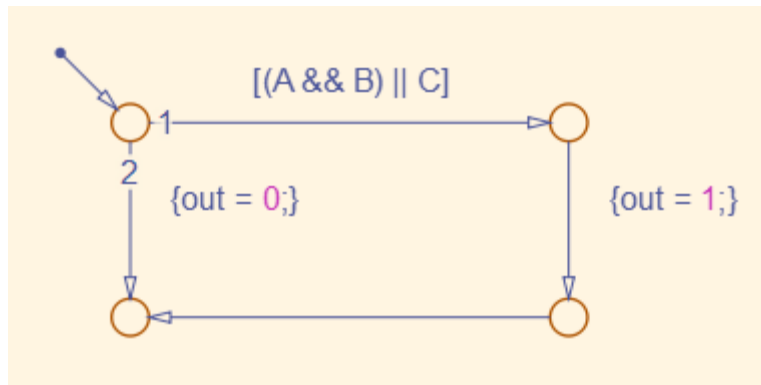 [(A && B) || C]
1
2
{out = 0;}
{out = 1;}